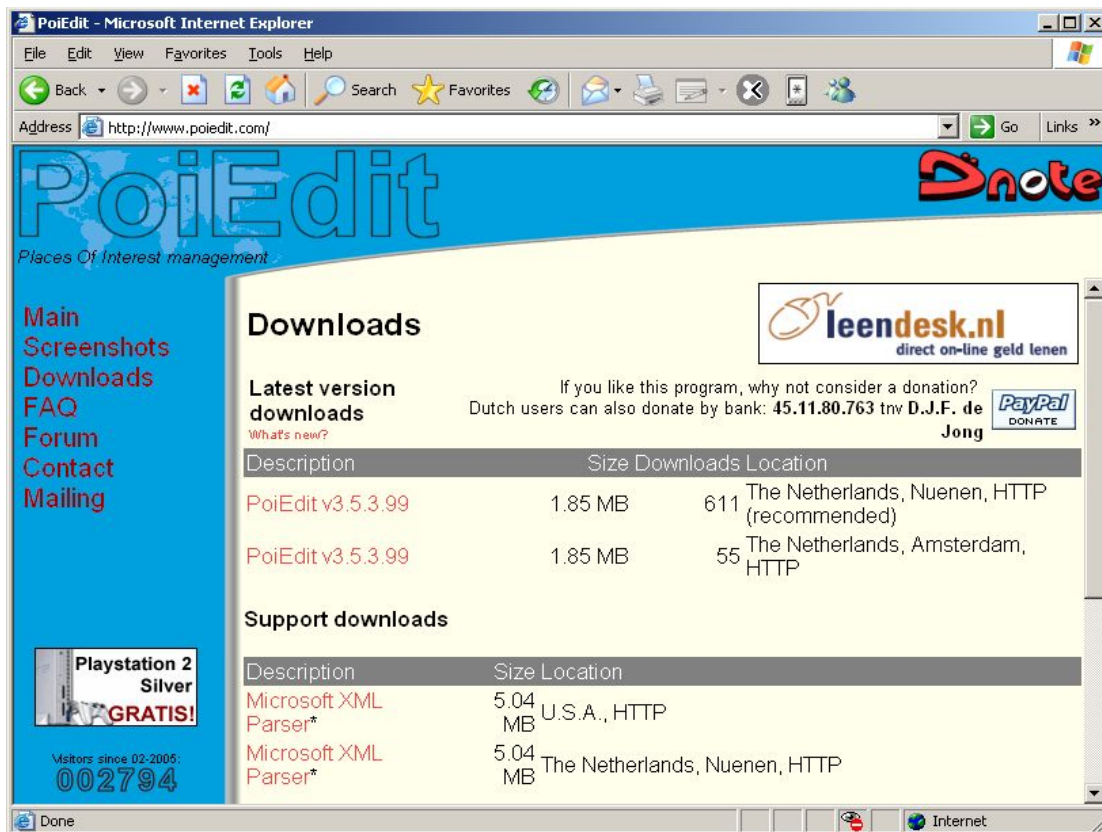 PoiEdit - Microsoft Internet Explorer
File Edit View Favorites Tools Help
Back Search Favorites
Address http://www.poiedit.com/ Go Links »
PoiEdit
Dnote
Places Of Interest management
Main
Screenshots
Downloads
FAQ
Forum
Contact
Mailing
Playstation 2
Silver
GRATIS!
Visitors since 02-2005:
002794
Downloads
leendesk.nl
direct on-line geld lenen
Latest version
downloads
What's new?
If you like this program, why not consider a donation?
Dutch users can also donate by bank: 45.11.80.763 tnv D.J.F. de
Jong
PayPal
DONATE
Description Size Downloads Location
PoiEdit v3.5.3.99 1.85 MB 611 The Netherlands, Nuenen, HTTP
(recommended)
PoiEdit v3.5.3.99 1.85 MB 55 The Netherlands, Amsterdam,
HTTP
Support downloads
Description Size Location
Microsoft XML 5.04
Parser* MB U.S.A., HTTP
Microsoft XML 5.04
Parser* MB The Netherlands, Nuenen, HTTP
Done Internet